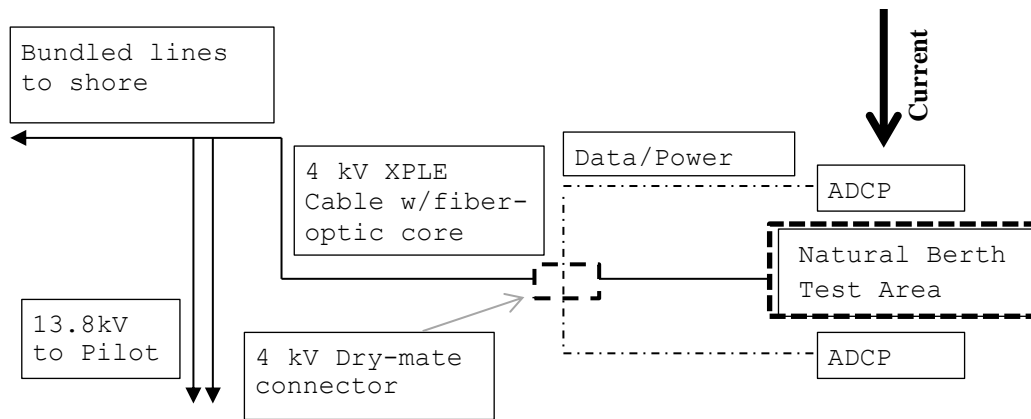 Bundled lines
to shore
Current
Data/Power
4 kV XPLE
Cable w/fiber-
optic core
ADCP
Natural Berth
Test Area
13.8kV
to Pilot
4 kV Dry-mate
connector
ADCP